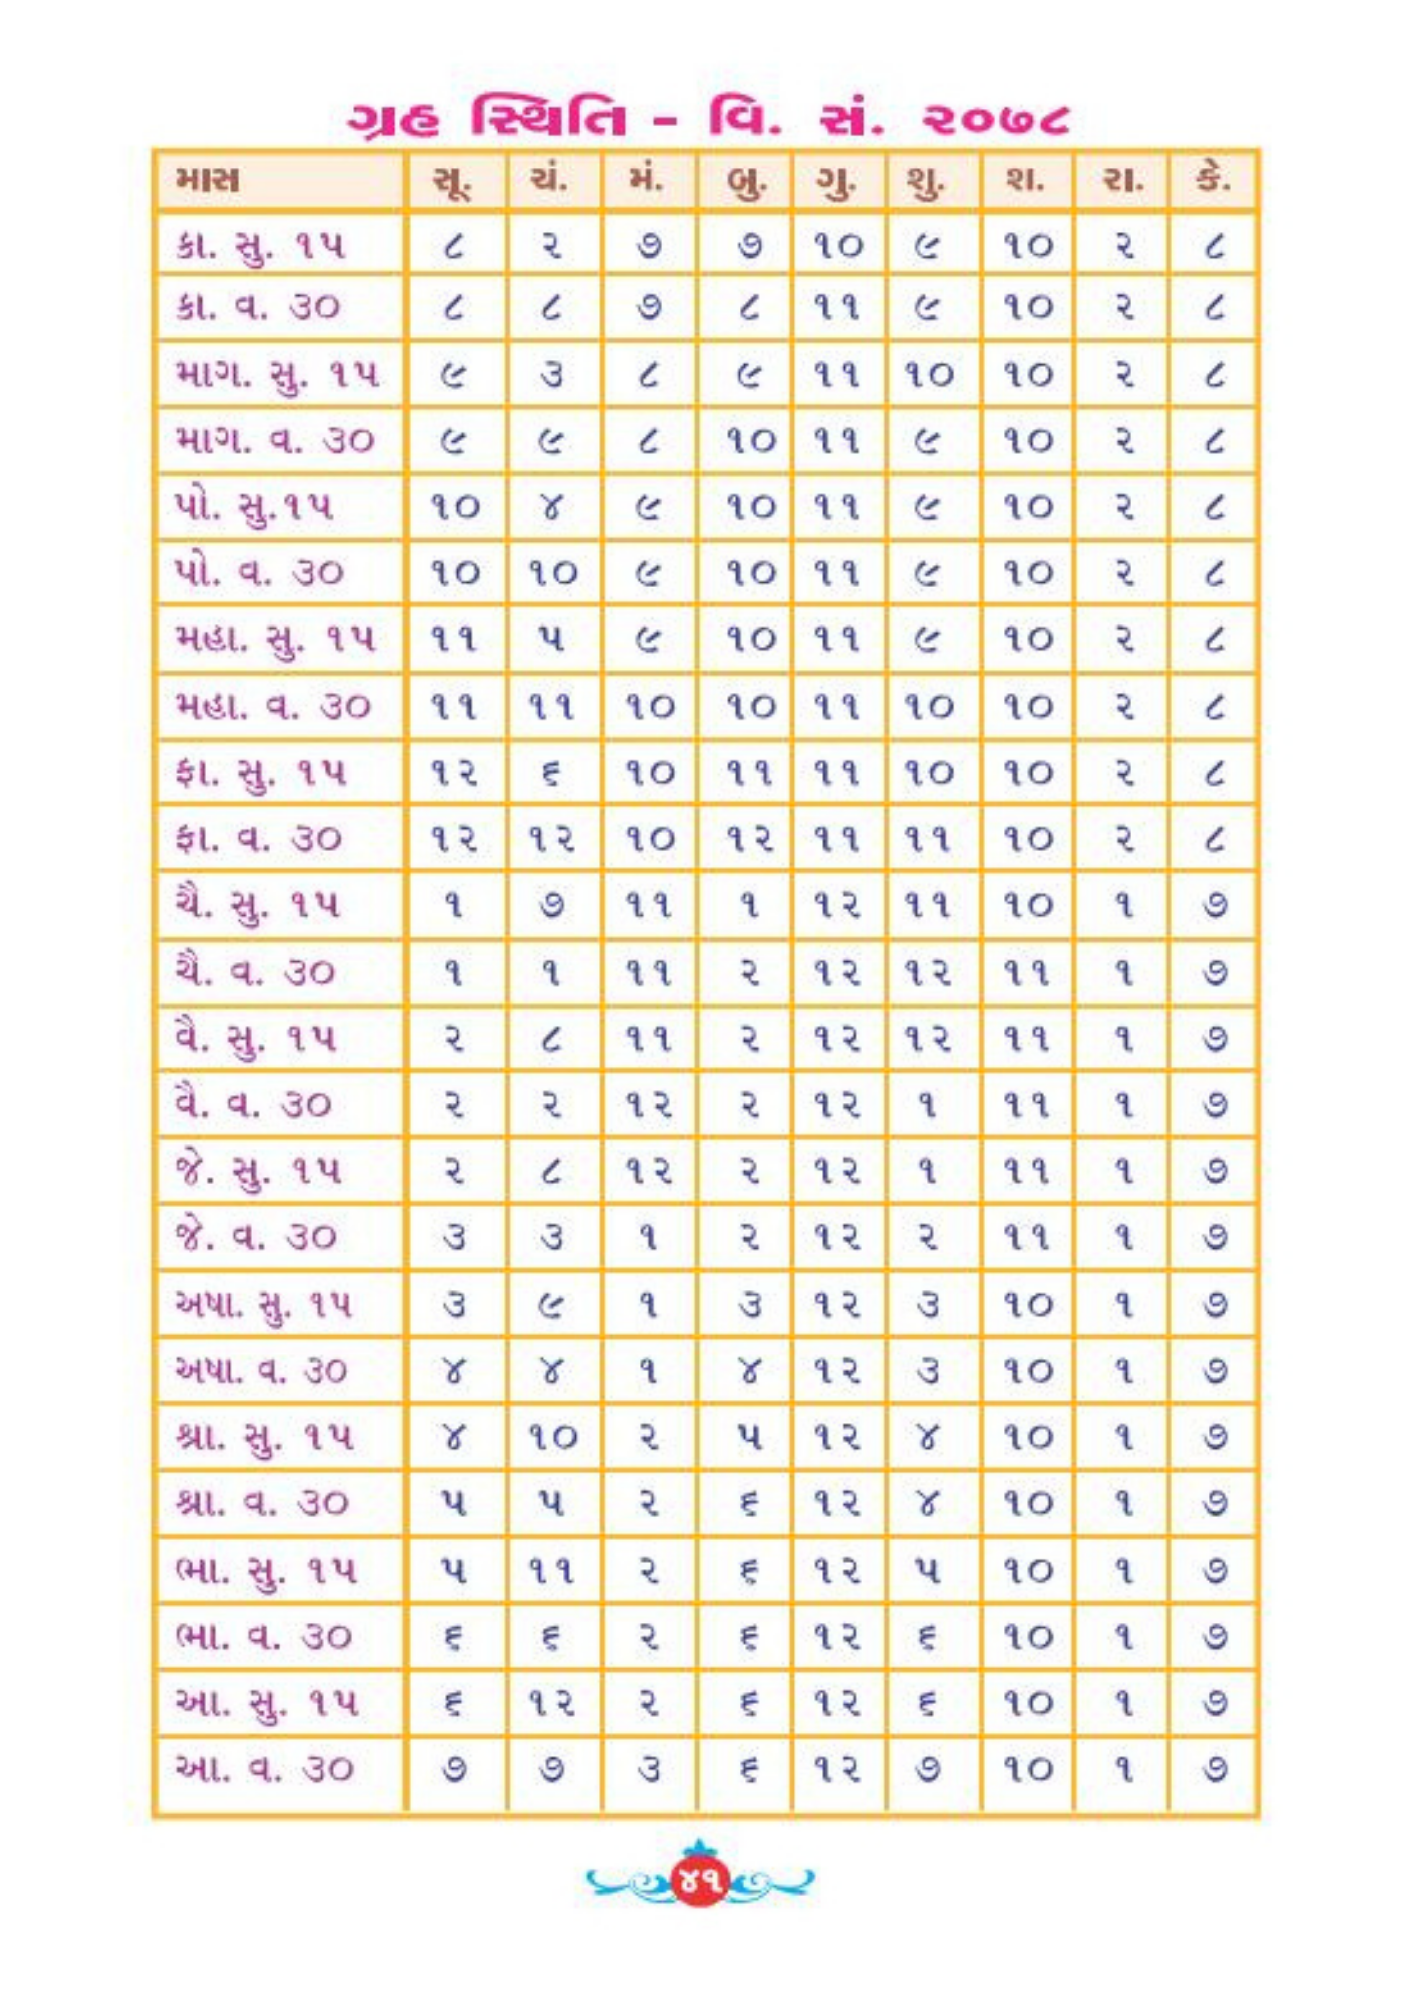 ગ્રહ સ્થિતિ - વિ. સં. ૨૦૭૮
માસ સૂ. ચં. મં. બુ. ગુ. શુ. શ. રા. કે.
કા. સુ. ૧૫ ૮ ૨ ૭ ૭ ૧૦ ૯ ૧૦ ૨ ૮
કા. વ. ૩૦ ૮ ૮ ૭ ૮ ૧૧ ૯ ૧૦ ૨ ૮
માગ. સુ. ૧૫ ૯ ૩ ૮ ૯ ૧૧ ૧૦ ૧૦ ૨ ૮
માગ. વ. ૩૦ ૯ ૯ ૮ ૧૦ ૧૧ ૯ ૧૦ ૨ ૮
પો. સુ.૧૫ ૧૦ ૪ ૯ ૧૦ ૧૧ ૯ ૧૦ ૨ ૮
પો. વ. ૩૦ ૧૦ ૧૦ ૯ ૧૦ ૧૧ ૯ ૧૦ ૨ ૮
મહા. સુ. ૧૫ ૧૧ ૫ ૯ ૧૦ ૧૧ ૯ ૧૦ ૨ ૮
મહા. વ. ૩૦ ૧૧ ૧૧ ૧૦ ૧૦ ૧૧ ૧૦ ૧૦ ૨ ૮
ફા. સુ. ૧૫ ૧૨ ૬ ૧૦ ૧૧ ૧૧ ૧૦ ૧૦ ૨ ૮
ફા. વ. ૩૦ ૧૨ ૧૨ ૧૦ ૧૨ ૧૧ ૧૧ ૧૦ ૨ ૮
ચૈ. સુ. ૧૫ ૧ ૭ ૧૧ ૧ ૧૨ ૧૧ ૧૦ ૧ ૭
ચૈ. વ. ૩૦ ૧ ૧ ૧૧ ૨ ૧૨ ૧૨ ૧૧ ૧ ૭
વૈ. સુ. ૧૫ ૨ ૮ ૧૧ ૨ ૧૨ ૧૨ ૧૧ ૧ ૭
વૈ. વ. ૩૦ ૨ ૨ ૧૨ ૨ ૧૨ ૧ ૧૧ ૧ ૭
જે. સુ. ૧૫ ૨ ૮ ૧૨ ૨ ૧૨ ૧ ૧૧ ૧ ૭
જે. વ. ૩૦ ૩ ૩ ૧ ૨ ૧૨ ૨ ૧૧ ૧ ૭
અષા. સુ. ૧૫ ૩ ૯ ૧ ૩ ૧૨ ૩ ૧૦ ૧ ૭
અષા. વ. ૩૦ ૪ ૪ ૧ ૪ ૧૨ ૩ ૧૦ ૧ ૭
શ્રા. સુ. ૧૫ ૪ ૧૦ ૨ ૫ ૧૨ ૪ ૧૦ ૧ ૭
શ્રા. વ. ૩૦ ૫ ૫ ૨ ૬ ૧૨ ૪ ૧૦ ૧ ૭
ભા. સુ. ૧૫ ૫ ૧૧ ૨ ૬ ૧૨ ૫ ૧૦ ૧ ૭
ભા. વ. ૩૦ ૬ ૬ ૨ ૬ ૧૨ ૬ ૧૦ ૧ ૭
આ. સુ. ૧૫ ૬ ૧૨ ૨ ૬ ૧૨ ૬ ૧૦ ૧ ૭
આ. વ. ૩૦ ૭ ૭ ૩ ૬ ૧૨ ૭ ૧૦ ૧ ૭
૪૧